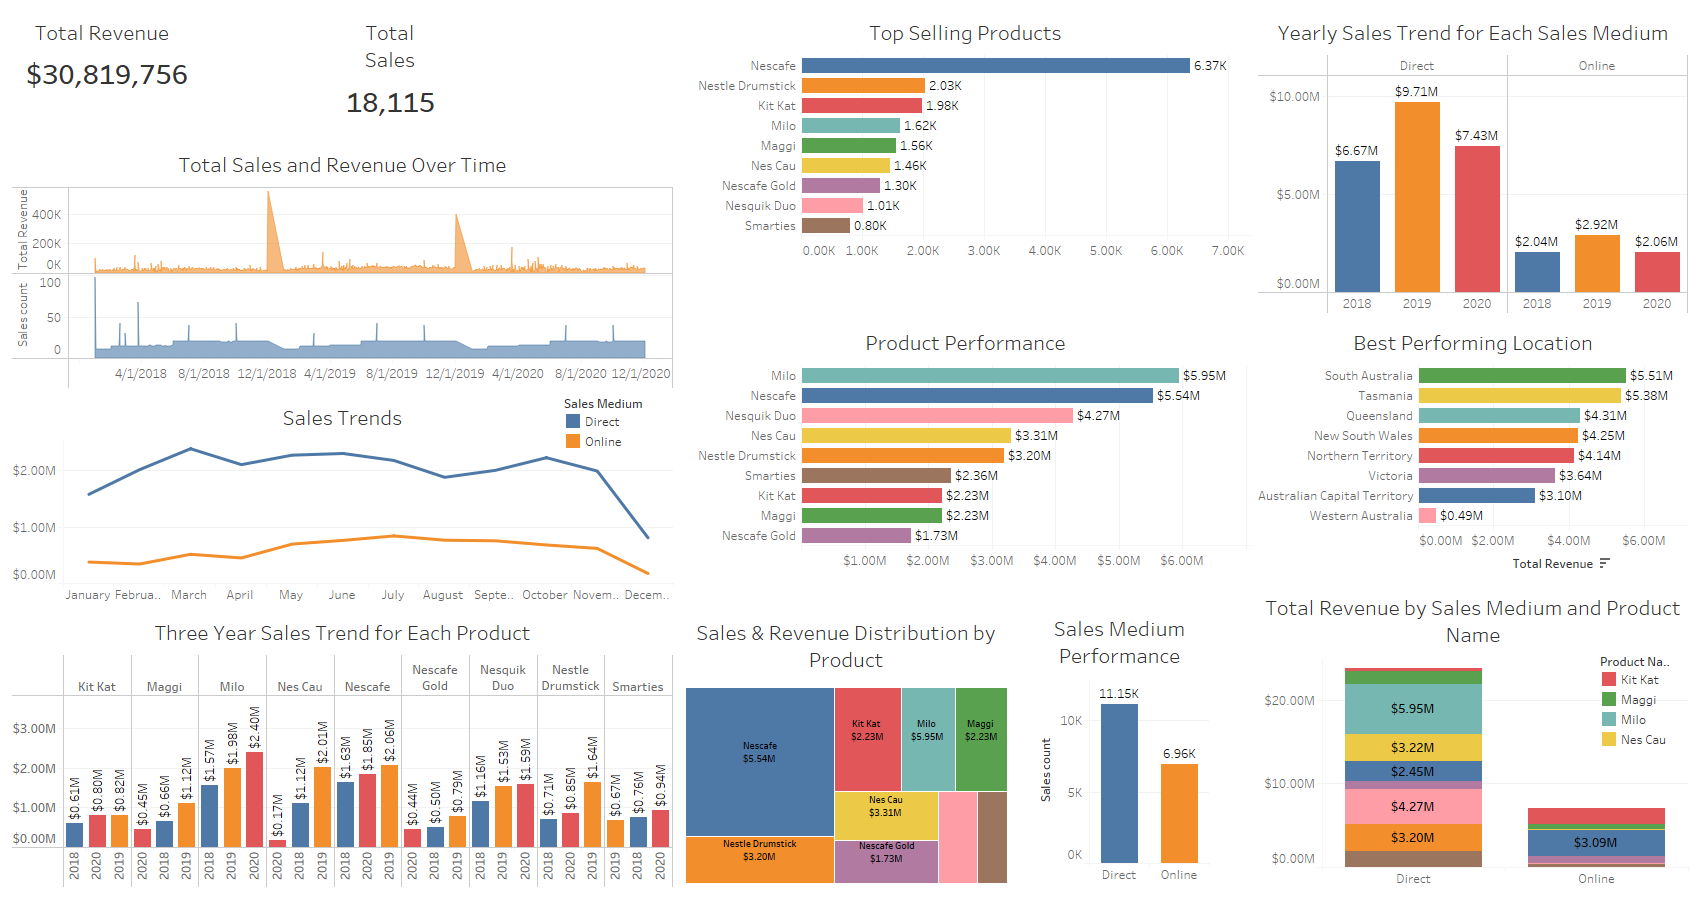 Total Revenue
$30,819,756
Total
Sales
18,115
Total Sales and Revenue Over Time
Total Revenue
400K
200K
0K
Sales count
100
50
0
4/1/2018 8/1/2018 12/1/2018 4/1/2019 8/1/2019 12/1/2019 4/1/2020 8/1/2020 12/1/2020
Sales Trends
Sales Medium
Direct
Online
$2.00M
$1.00M
$0.00M
January Februa.. March April May June July August Septe.. October Novem.. Decem..
Three Year Sales Trend for Each Product
Kit Kat Maggi Milo Nes Cau Nescafe Nescafe Gold Nesquik Duo Nestle Drumstick Smarties
$3.00M
$2.00M
$1.00M
$0.00M
$0.61M $0.80M $0.82M $0.45M $0.66M $1.12M $1.57M $1.98M $2.40M $0.17M $1.12M $2.01M $1.63M $1.85M $2.06M $0.44M $0.50M $0.79M $1.16M $1.53M $1.59M $0.71M $0.85M $1.64M $0.67M $0.76M $0.94M
2018 2020 2019 2020 2018 2019 2018 2019 2020 2020 2018 2019 2018 2020 2019 2020 2018 2019 2018 2019 2020 2018 2020 2019 2019 2018 2020
Top Selling Products
Nescafe 6.37K
Nestle Drumstick 2.03K
Kit Kat 1.98K
Milo 1.62K
Maggi 1.56K
Nes Cau 1.46K
Nescafe Gold 1.30K
Nesquik Duo 1.01K
Smarties 0.80K
0.00K 1.00K 2.00K 3.00K 4.00K 5.00K 6.00K 7.00K
Product Performance
Milo $5.95M
Nescafe $5.54M
Nesquik Duo $4.27M
Nes Cau $3.31M
Nestle Drumstick $3.20M
Smarties $2.36M
Kit Kat $2.23M
Maggi $2.23M
Nescafe Gold $1.73M
$1.00M $2.00M $3.00M $4.00M $5.00M $6.00M
Sales & Revenue Distribution by
Product
Nescafe
$5.54M
Nestle Drumstick
$3.20M
Kit Kat
$2.23M
Milo
$5.95M
Maggi
$2.23M
Nes Cau
$3.31M
Nescafe Gold
$1.73M
Sales Medium
Performance
Sales count
10K
5K
0K
11.15K
6.96K
Direct Online
Yearly Sales Trend for Each Sales Medium
Direct Online
$10.00M
$5.00M
$0.00M
$6.67M $9.71M $7.43M $2.04M $2.92M $2.06M
2018 2019 2020 2018 2019 2020
Best Performing Location
South Australia $5.51M
Tasmania $5.38M
Queensland $4.31M
New South Wales $4.25M
Northern Territory $4.14M
Victoria $3.64M
Australian Capital Territory $3.10M
Western Australia $0.49M
$0.00M $2.00M $4.00M $6.00M
Total Revenue
Total Revenue by Sales Medium and Product
Name
Product Na..
Kit Kat
Maggi
Milo
Nes Cau
$20.00M
$10.00M
$0.00M
$5.95M
$3.22M
$2.45M
$4.27M
$3.20M
$3.09M
Direct Online